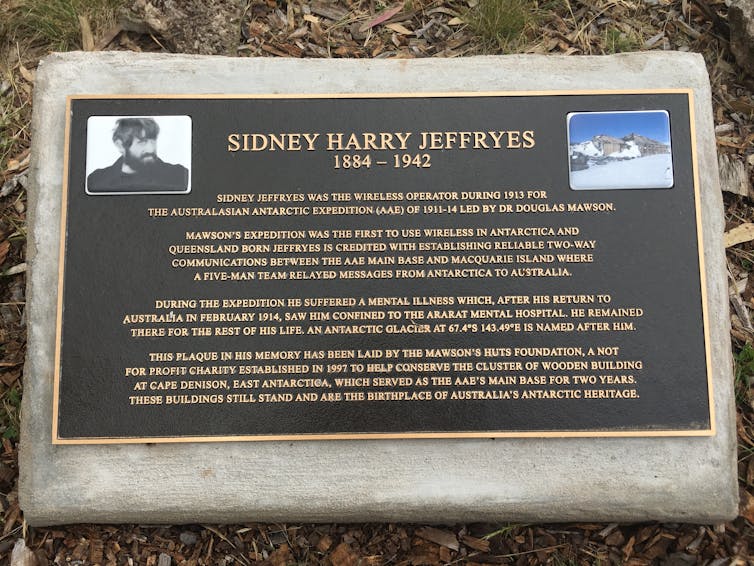 SIDNEY HARRY JEFFRYES
1884 – 1942
SIDNEY JEFFRYES WAS THE WIRELESS OPERATOR DURING 1913 FOR
THE AUSTRALASIAN ANTARCTIC EXPEDITION (AAE) OF 1911-14 LED BY DR DOUGLAS MAWSON.
MAWSON'S EXPEDITION WAS THE FIRST TO USE WIRELESS IN ANTARCTICA AND
QUEENSLAND BORN JEFFRYES IS CREDITED WITH ESTABLISHING RELIABLE TWO-WAY
COMMUNICATIONS BETWEEN THE AAE MAIN BASE AND MACQUARIE ISLAND WHERE
A FIVE-MAN TEAM RELAYED MESSAGES FROM ANTARCTICA TO AUSTRALIA.
DURING THE EXPEDITION HE SUFFERED A MENTAL ILLNESS WHICH, AFTER HIS RETURN TO
AUSTRALIA IN FEBRUARY 1914, SAW HIM CONFINED TO THE ARARAT MENTAL HOSPITAL. HE REMAINED
THERE FOR THE REST OF HIS LIFE. AN ANTARCTIC GLACIER AT 67.4°S 143.49°E IS NAMED AFTER HIM.
THIS PLAQUE IN HIS MEMORY HAS BEEN LAID BY THE MAWSON'S HUTS FOUNDATION, A NOT
FOR PROFIT CHARITY ESTABLISHED IN 1997 TO HELP CONSERVE THE CLUSTER OF WOODEN BUILDING
AT CAPE DENISON, EAST ANTARCTICA, WHICH SERVED AS THE AAE'S MAIN BASE FOR TWO YEARS.
THESE BUILDINGS STILL STAND AND ARE THE BIRTHPLACE OF AUSTRALIA'S ANTARCTIC HERITAGE.